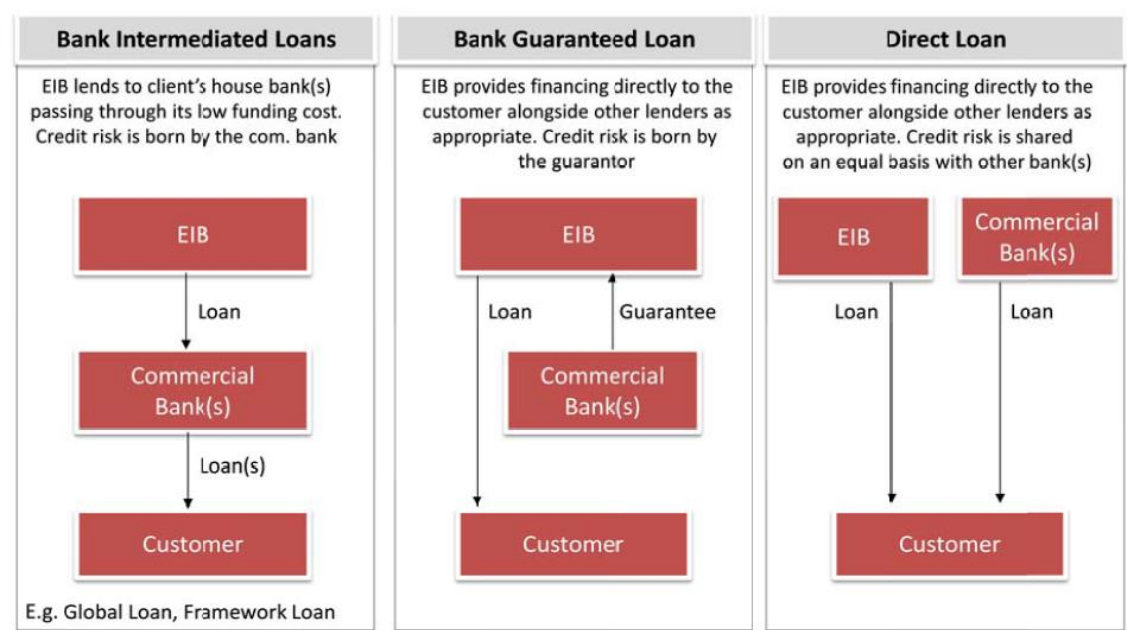 Bank Intermediated Loans
EIB lends to client's house bank(s)
passing through its low funding cost.
Credit risk is born by the com. bank
EIB
Loan
Commercial
Bank(s)
Loan(s)
Customer
E.g. Global Loan, Framework Loan
Bank Guaranteed Loan
EIB provides financing directly to the
customer alongside other lenders as
appropriate. Credit risk is born by
the guarantor
EIB
Loan
Guarantee
Commercial
Bank(s)
Customer
Direct Loan
EIB provides financing directly to the
customer alongside other lenders as
appropriate. Credit risk is shared
on an equal basis with other bank(s)
EIB
Commercial
Bank(s)
Loan
Loan
Customer